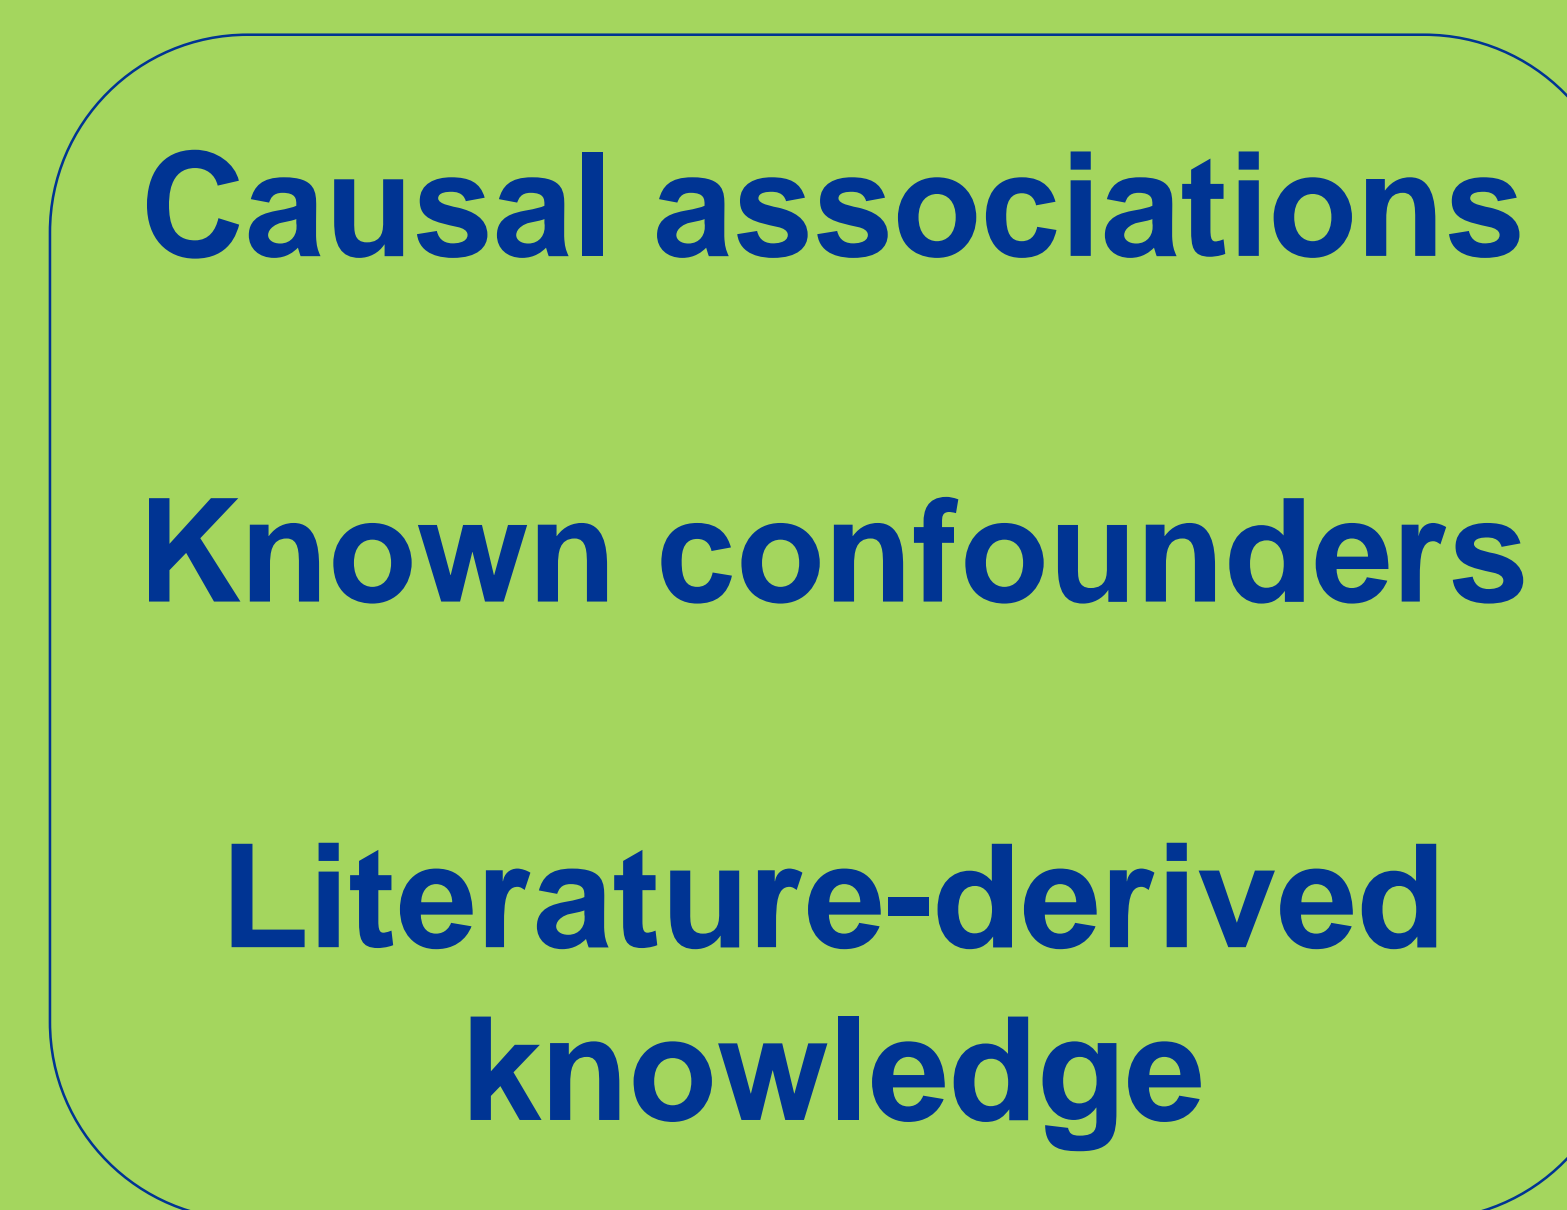 Causal associations
Known confounders
Literature-derived
knowledge